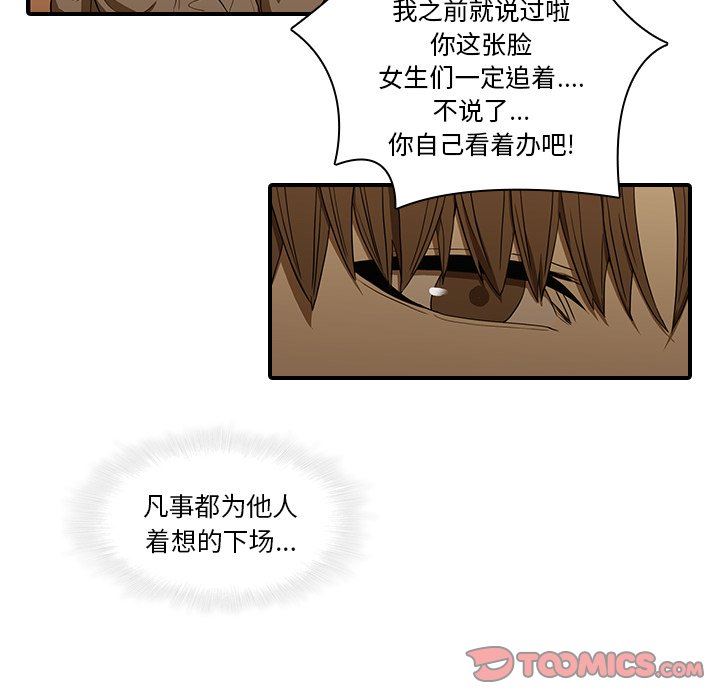 我之前就说过啦
你这张脸
女生们一定追着....
不说了...
你自己看着办吧!
凡事都为他人
着想的下场...
TOOMICS.COM